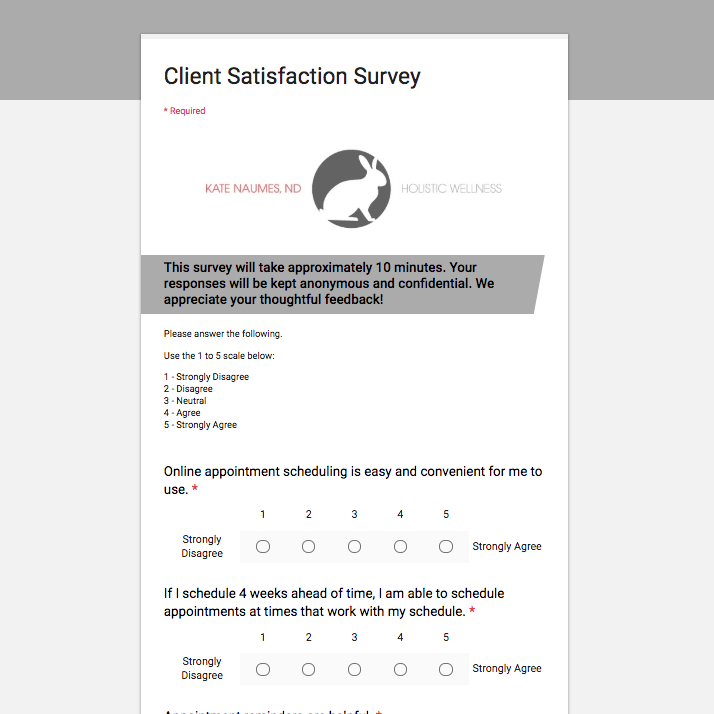 Client Satisfaction Survey
* Required
KATE NAUMES, ND HOLISTIC WELLNESS
This survey will take approximately 10 minutes. Your
responses will be kept anonymous and confidential. We
appreciate your thoughtful feedback!
Please answer the following.
Use the 1 to 5 scale below:
1 - Strongly Disagree
2 - Disagree
3 - Neutral
4 - Agree
5 - Strongly Agree
Online appointment scheduling is easy and convenient for me to
use. *
1 2 3 4 5
Strongly
Disagree
Strongly Agree
If I schedule 4 weeks ahead of time, I am able to schedule
appointments at times that work with my schedule. *
1 2 3 4 5
Strongly
Disagree
Strongly Agree
Appointment reminders are helpful. *